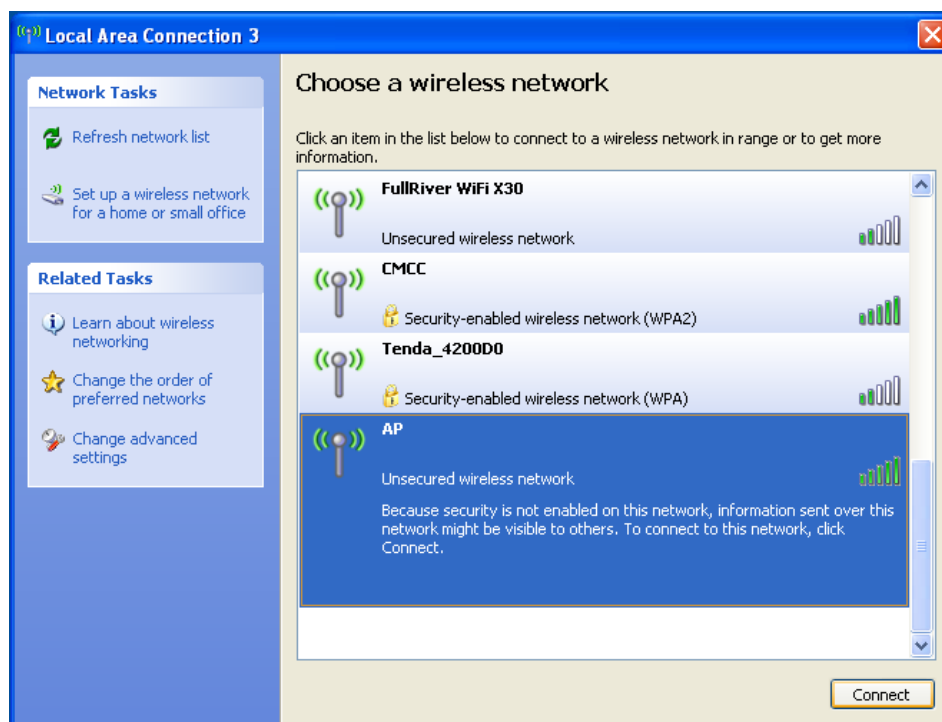 Local Area Connection 3
Network Tasks
Refresh network list
Set up a wireless network
for a home or small office
Related Tasks
Learn about wireless
networking
Change the order of
preferred networks
Change advanced
settings
Choose a wireless network
Click an item in the list below to connect to a wireless network in range or to get more
information.
FullRiver WiFi X30
Unsecured wireless network
CMCC
Security-enabled wireless network (WPA2)
Tenda_4200D0
Security-enabled wireless network (WPA)
AP
Unsecured wireless network
Because security is not enabled on this network, information sent over this
network might be visible to others. To connect to this network, click
Connect.
Connect